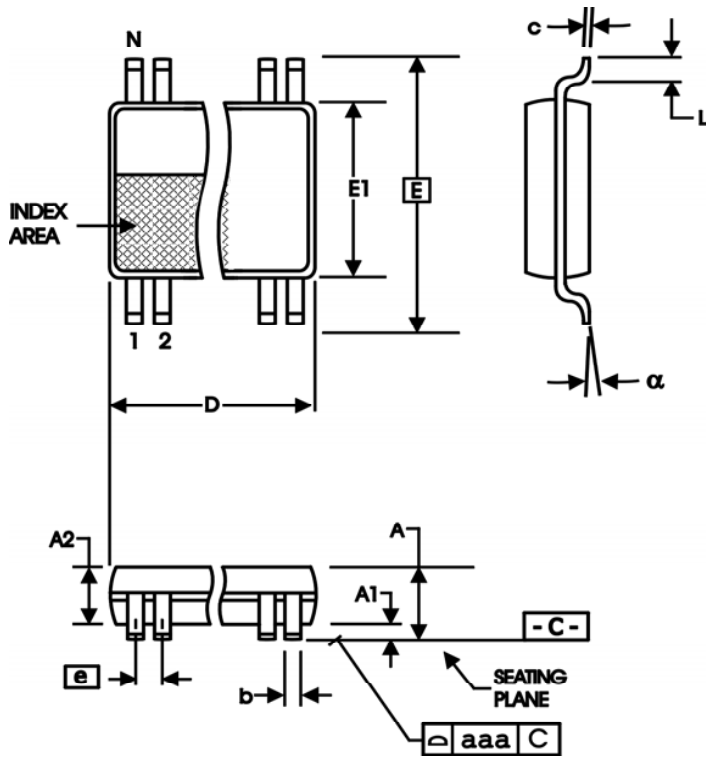 N
c
L
E1
E
INDEX
AREA
1 2
α
D
A2
A
A1
- C -
e
b
SEATING
PLANE
aaa C